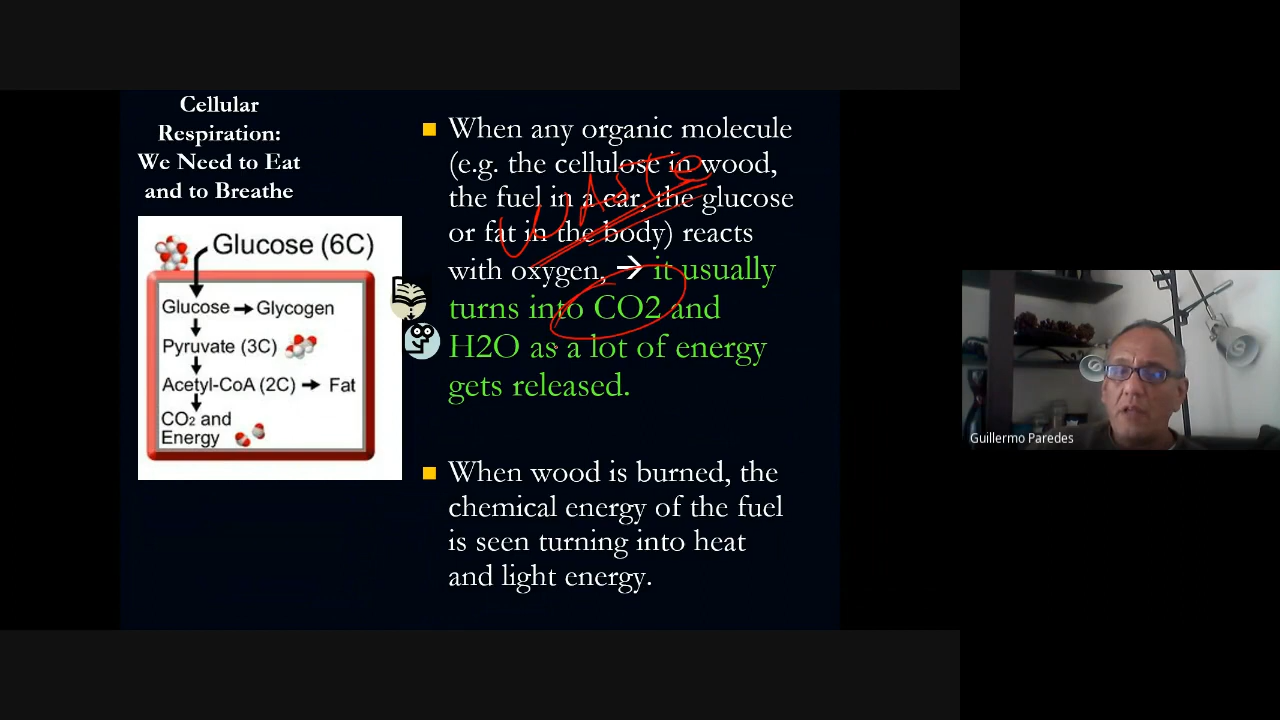 Cellular
Respiration:
We Need to Eat
and to Breathe
Glucose (6C)
Glucose → Glycogen
Pyruvate (3C)
Acetyl-CoA (2C) → Fat
CO₂ and
Energy
When any organic molecule
(e.g. the cellulose in wood,
the fuel in a car, the glucose
or fat in the body) reacts
with oxygen, → it usually
turns into CO2 and
H2O as a lot of energy
gets released.
WASTE
When wood is burned, the
chemical energy of the fuel
is seen turning into heat
and light energy.
Guillermo Paredes